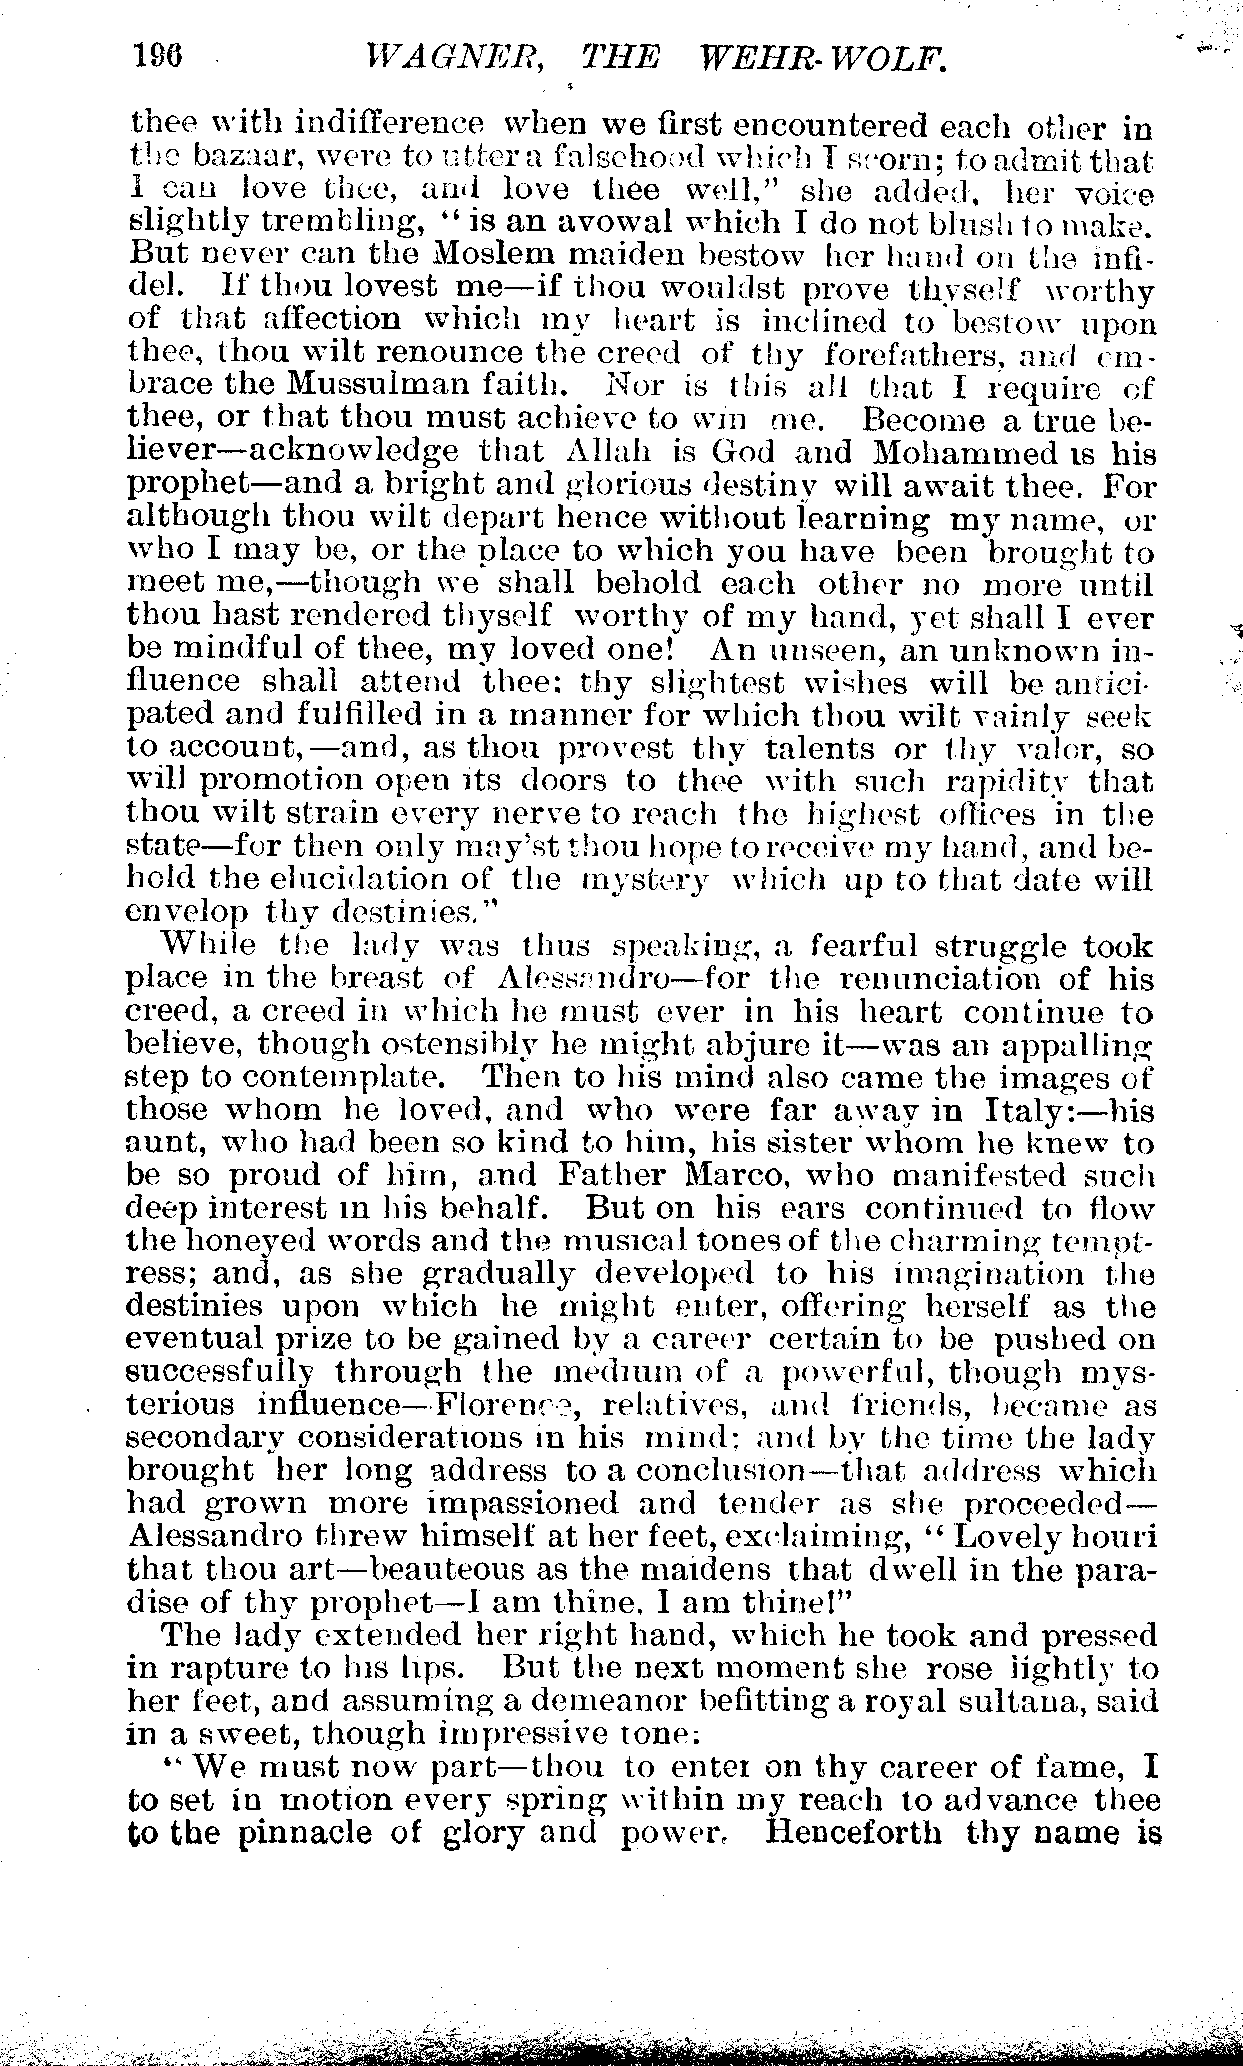 196 WAGNER, THE WEHR-WOLF.
thee with indifference when we first encountered each other in
the bazaar, were to utter a falsehood which I scorn; to admit that
I can love thee, and love thee well," she added, her voice
slightly trembling, "is an avowal which I do not blush to make.
But never can the Moslem maiden bestow her hand on the infi-
del. If thou lovest me—if thou wouldst prove thyself worthy
of that affection which my heart is inclined to bestow upon
thee, thou wilt renounce the creed of thy forefathers, and em-
brace the Mussulman faith. Nor is this all that I require of
thee, or that thou must achieve to win me. Become a true be-
liever—acknowledge that Allah is God and Mohammed is his
prophet—and a bright and glorious destiny will await thee. For
although thou wilt depart hence without learning my name, or
who I may be, or the place to which you have been brought to
meet me,—though we shall behold each other no more until
thou hast rendered thyself worthy of my hand, yet shall I ever
be mindful of thee, my loved one! An unseen, an unknown in-
fluence shall attend thee: thy slightest wishes will be antici-
pated and fulfilled in a manner for which thou wilt vainly seek
to account,—and, as thou provest thy talents or thy valor, so
will promotion open its doors to thee with such rapidity that
thou wilt strain every nerve to reach the highest offices in the
state—for then only may'st thou hope to receive my hand, and be-
hold the elucidation of the mystery which up to that date will
envelop thy destinies."
While the lady was thus speaking, a fearful struggle took
place in the breast of Alessandro—for the renunciation of his
creed, a creed in which he must ever in his heart continue to
believe, though ostensibly he might abjure it—was an appalling
step to contemplate. Then to his mind also came the images of
those whom he loved, and who were far away in Italy:—his
aunt, who had been so kind to him, his sister whom he knew to
be so proud of him, and Father Marco, who manifested such
deep interest in his behalf. But on his ears continued to flow
the honeyed words and the musical tones of the charming tempt-
ress; and, as she gradually developed to his imagination the
destinies upon which he might enter, offering herself as the
eventual prize to be gained by a career certain to be pushed on
successfully through the medium of a powerful, though mys-
terious influence—Florence, relatives, and friends, became as
secondary considerations in his mind: and by the time the lady
brought her long address to a conclusion—that address which
had grown more impassioned and tender as she proceeded—
Alessandro threw himself at her feet, exclaiming, "Lovely houri
that thou art—beauteous as the maidens that dwell in the para-
dise of thy prophet—I am thine, I am thine!"
The lady extended her right hand, which he took and pressed
in rapture to his lips. But the next moment she rose lightly to
her feet, and assuming a demeanor befitting a royal sultana, said
in a sweet, though impressive tone:
"We must now part—thou to enter on thy career of fame, I
to set in motion every spring within my reach to advance thee
to the pinnacle of glory and power. Henceforth thy name is